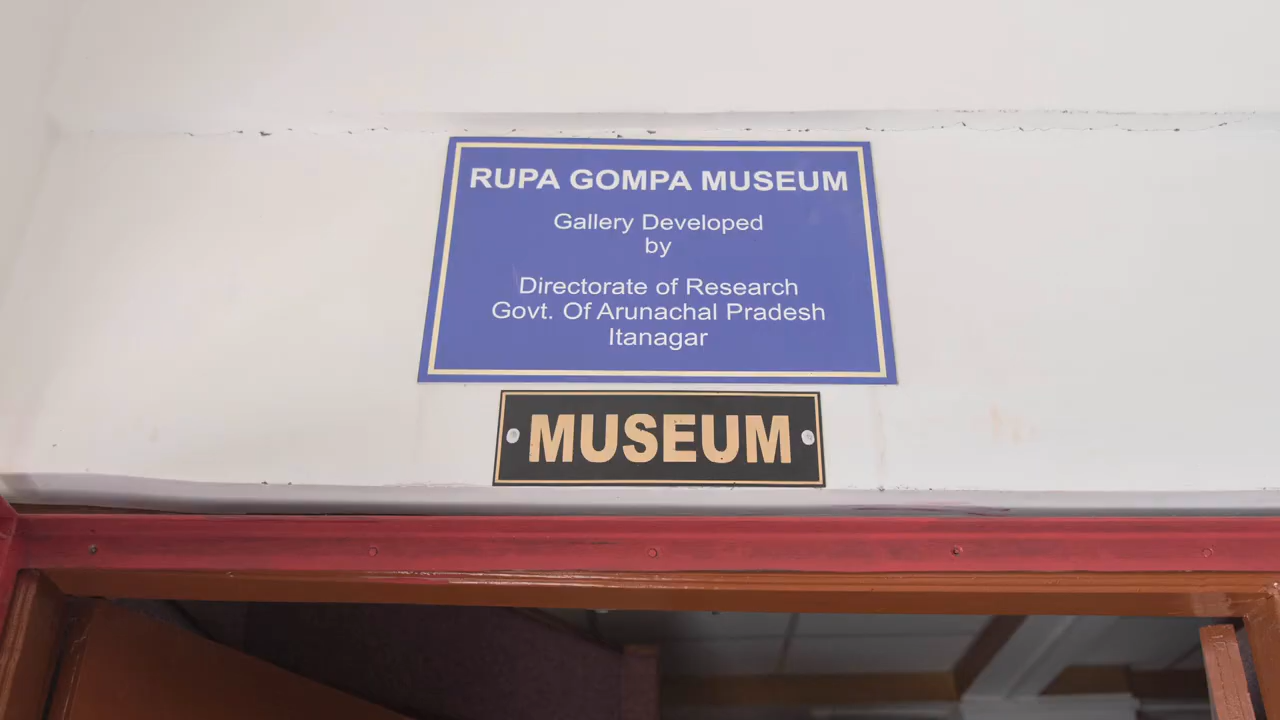 RUPA GOMPA MUSEUM
Gallery Developed
by
Directorate of Research
Govt. Of Arunachal Pradesh
Itanagar
MUSEUM